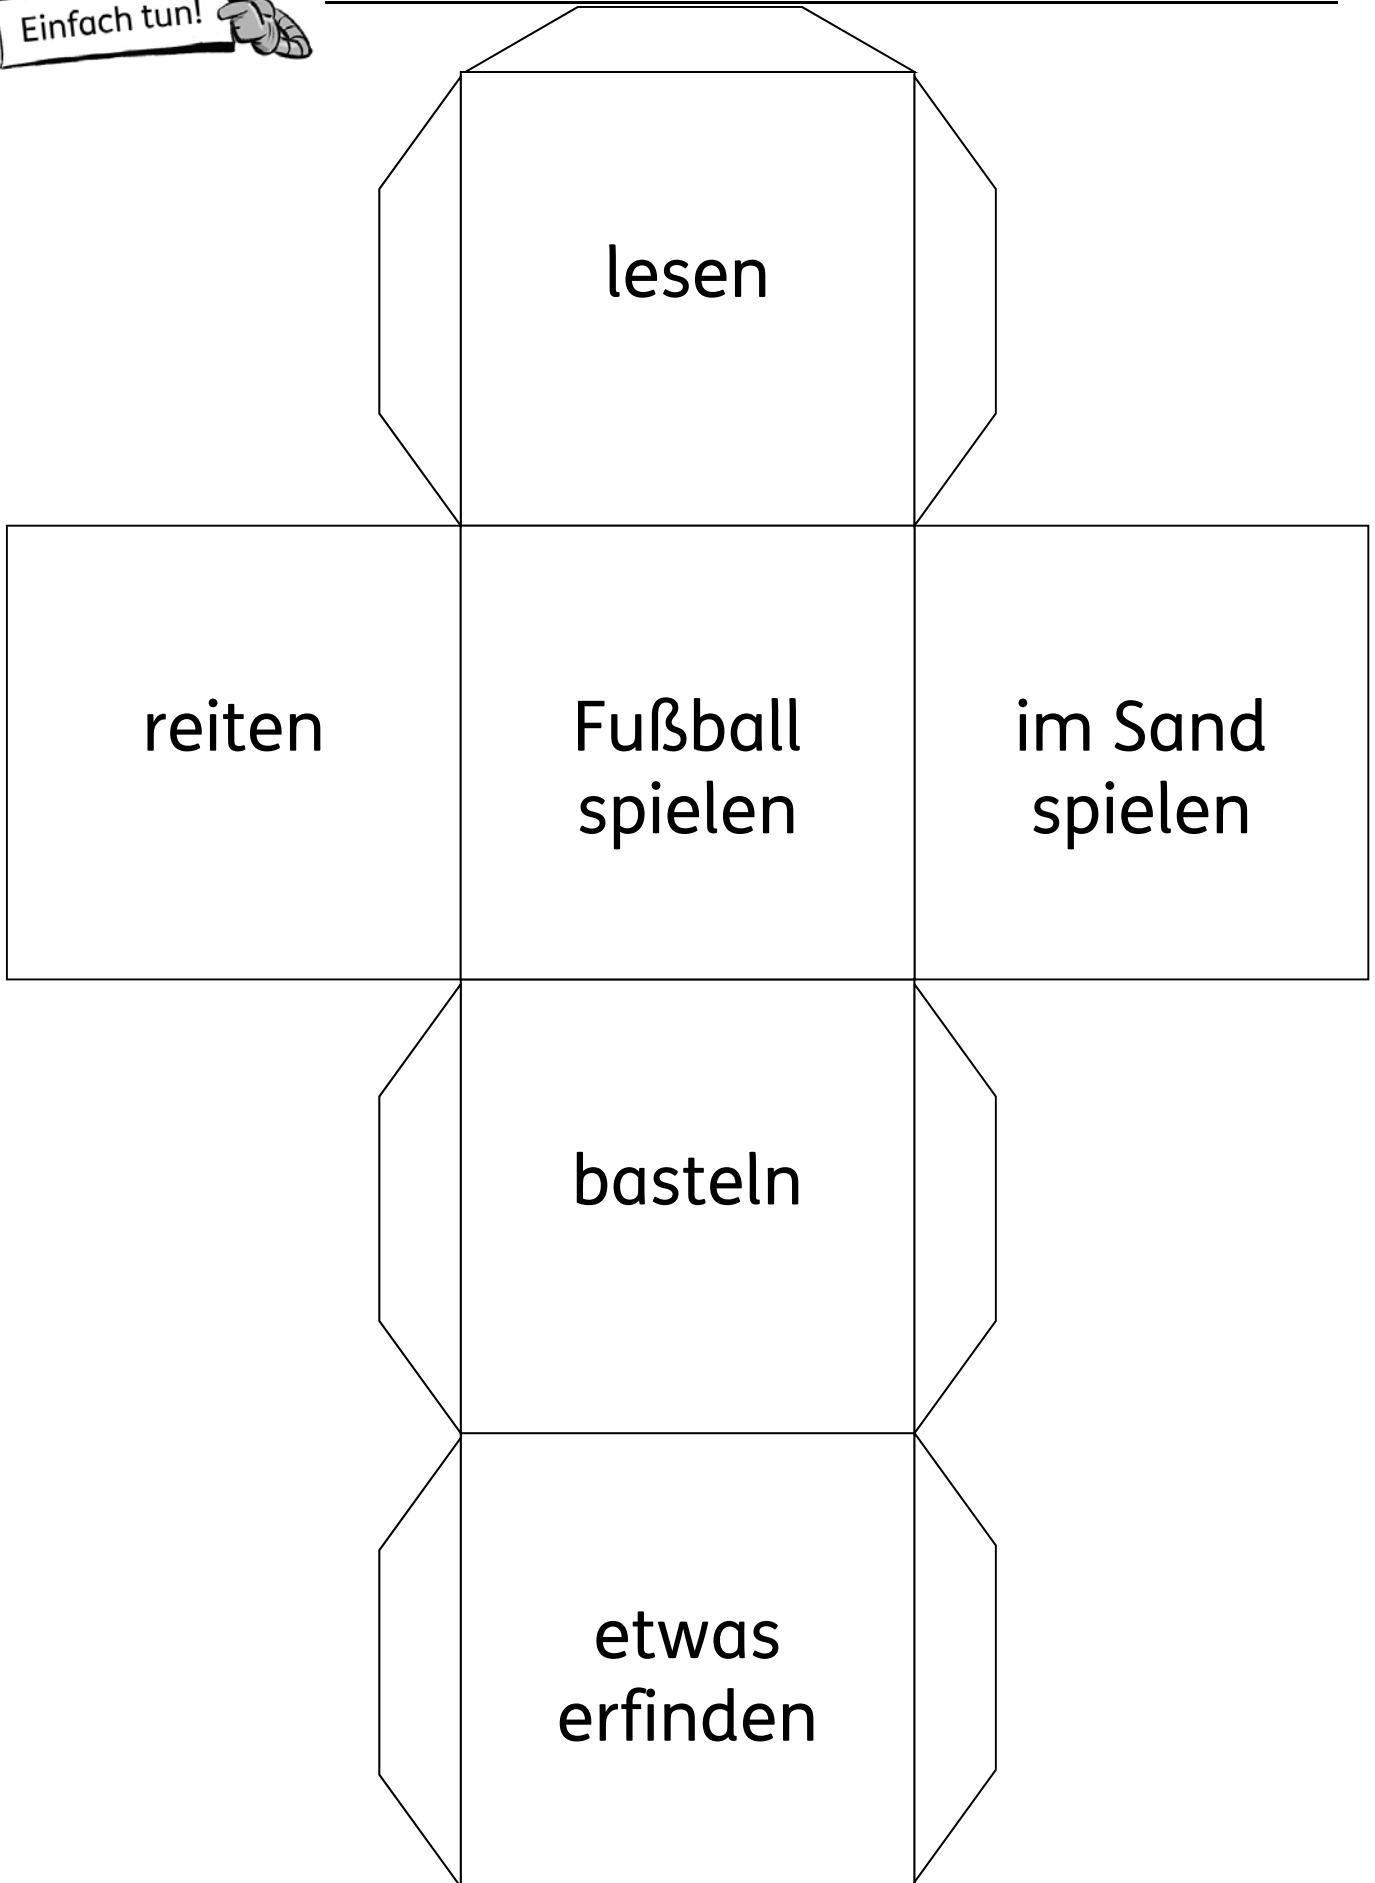 Einfach tun!
lesen
reiten
Fußball
spielen
im Sand
spielen
basteln
etwas
erfinden